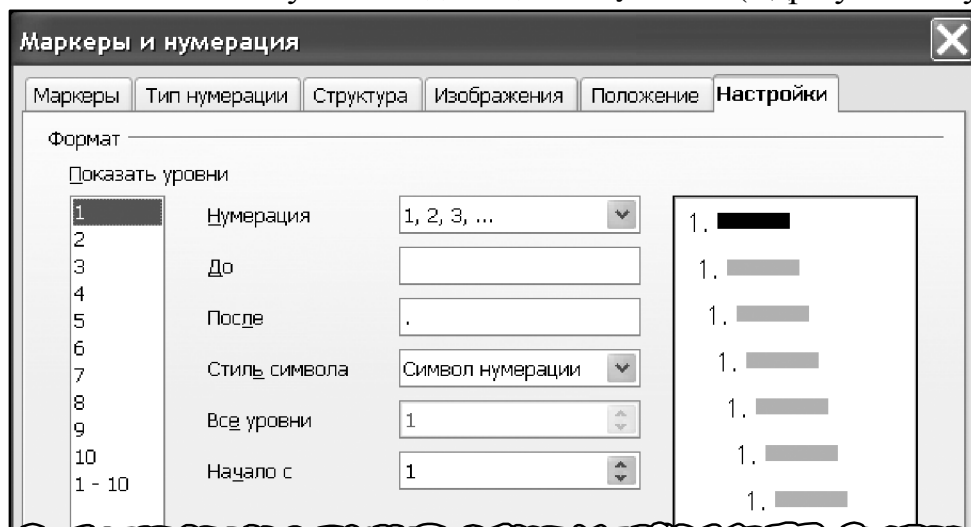 Маркеры и нумерация
Маркеры Тип нумерации Структура Изображения Положение Настройки
Формат
Показать уровни
1
2
3
4
5
6
7
8
9
10
1 - 10
Нумерация 1, 2, 3, ...
До
После .
Стиль символа Символ нумерации
Все уровни 1
Начало с 1
1.
1.
1.
1.
1.
1.
1.